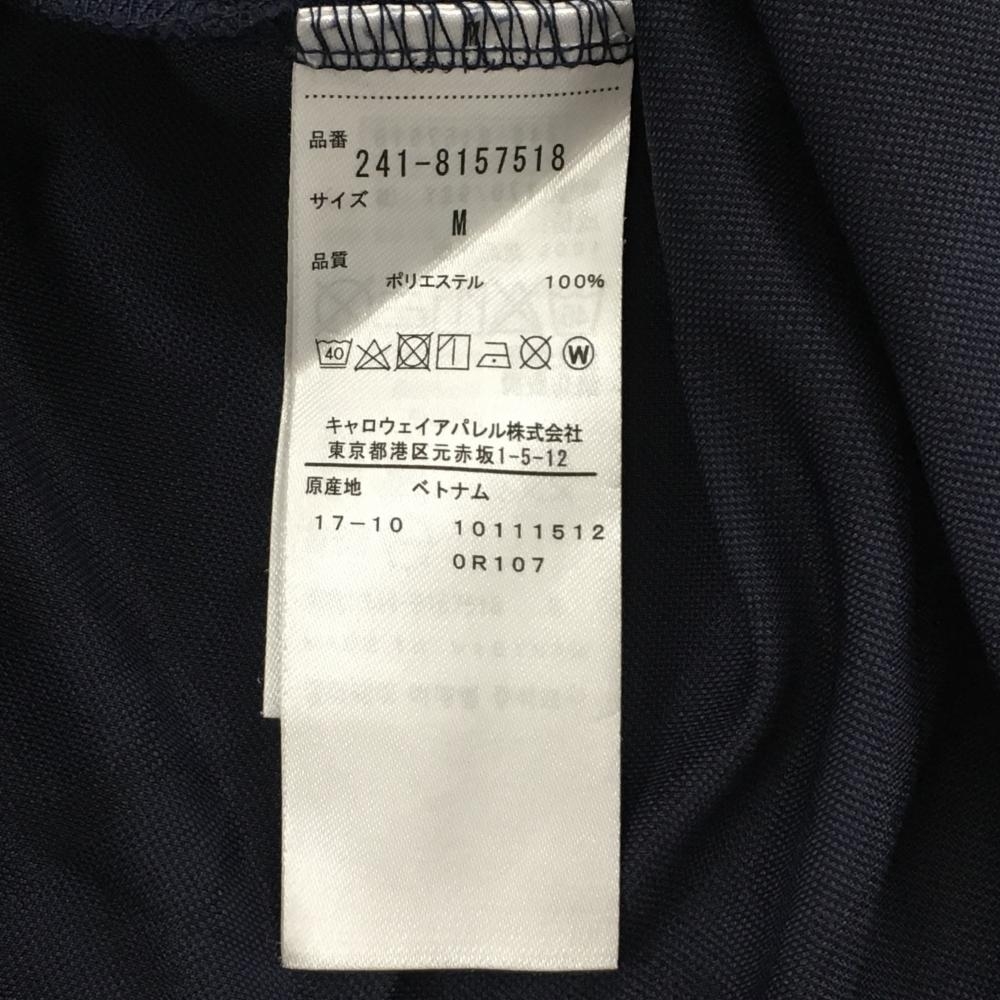 M
品番
241-8157518
サイズ
M
品質
ポリエステル 100%
40 W
キャロウェイアパレル株式会社
東京都港区元赤坂1-5-12
原産地 ベトナム
17-10 10111512
0R107